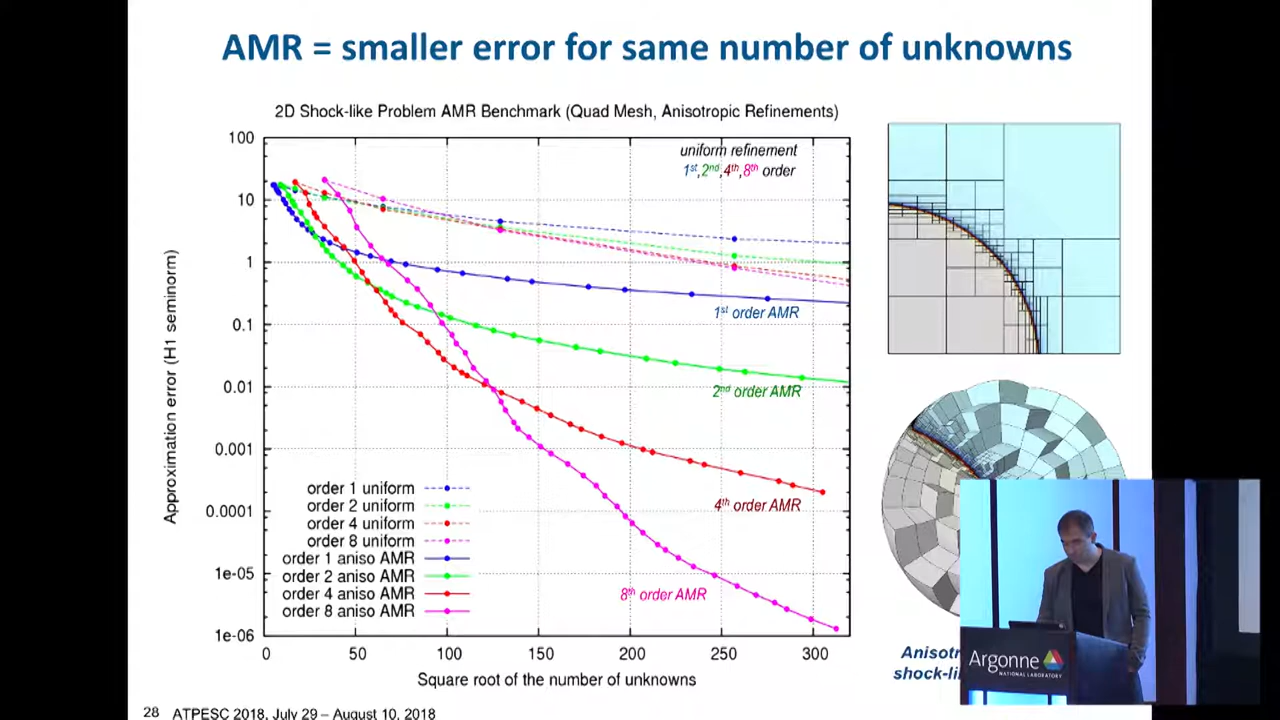 AMR = smaller error for same number of unknowns
2D Shock-like Problem AMR Benchmark (Quad Mesh, Anisotropic Refinements)
100
10
1
0.1
0.01
0.001
0.0001
1e-05
1e-06
Approximation error (H1 seminorm)
uniform refinement
1st,2nd,4th,8th order
1st order AMR
2nd order AMR
4th order AMR
8th order AMR
order 1 uniform
order 2 uniform
order 4 uniform
order 8 uniform
order 1 aniso AMR
order 2 aniso AMR
order 4 aniso AMR
order 8 aniso AMR
0 50 100 150 200 250 300
Square root of the number of unknowns
Argonne
NATIONAL LABORATORY
28 ATPESC 2018, July 29 – August 10, 2018